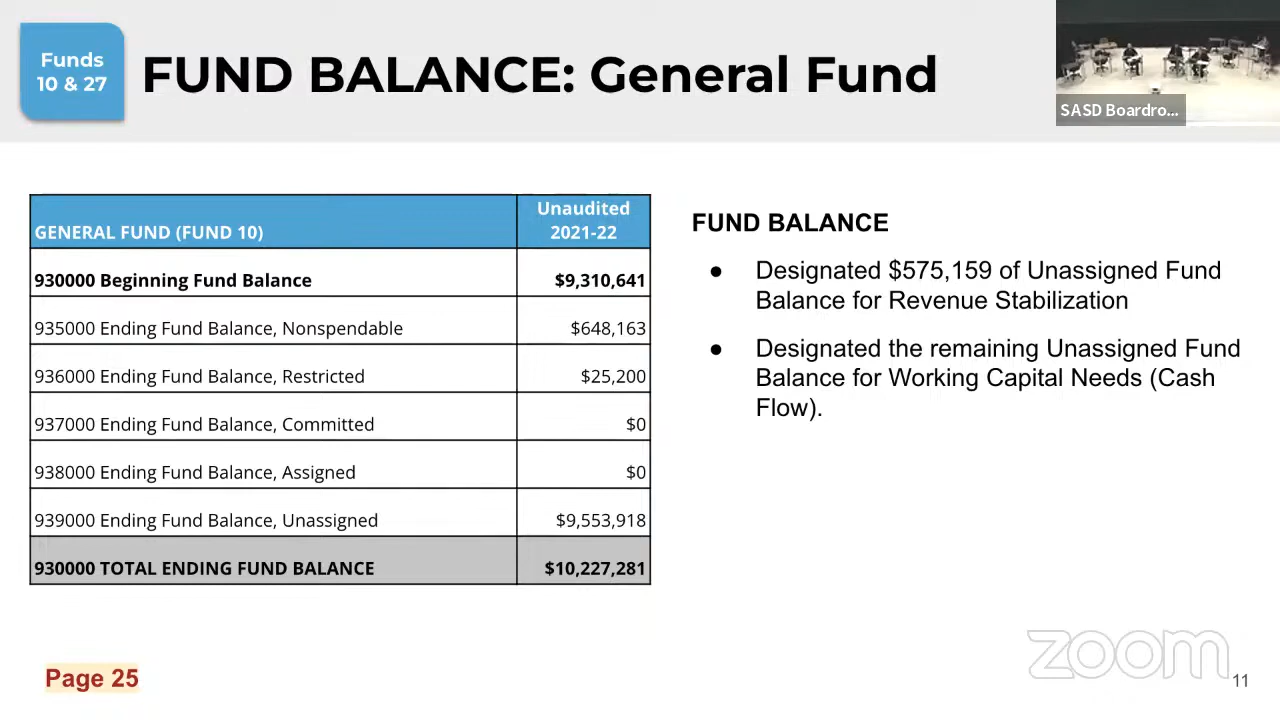 Funds
10 & 27
FUND BALANCE: General Fund
SASD Boardro...
GENERAL FUND (FUND 10) Unaudited 2021-22
930000 Beginning Fund Balance $9,310,641
935000 Ending Fund Balance, Nonspendable $648,163
936000 Ending Fund Balance, Restricted $25,200
937000 Ending Fund Balance, Committed $0
938000 Ending Fund Balance, Assigned $0
939000 Ending Fund Balance, Unassigned $9,553,918
930000 TOTAL ENDING FUND BALANCE $10,227,281
FUND BALANCE
● Designated $575,159 of Unassigned Fund
Balance for Revenue Stabilization
● Designated the remaining Unassigned Fund
Balance for Working Capital Needs (Cash
Flow).
Page 25
zoom
11